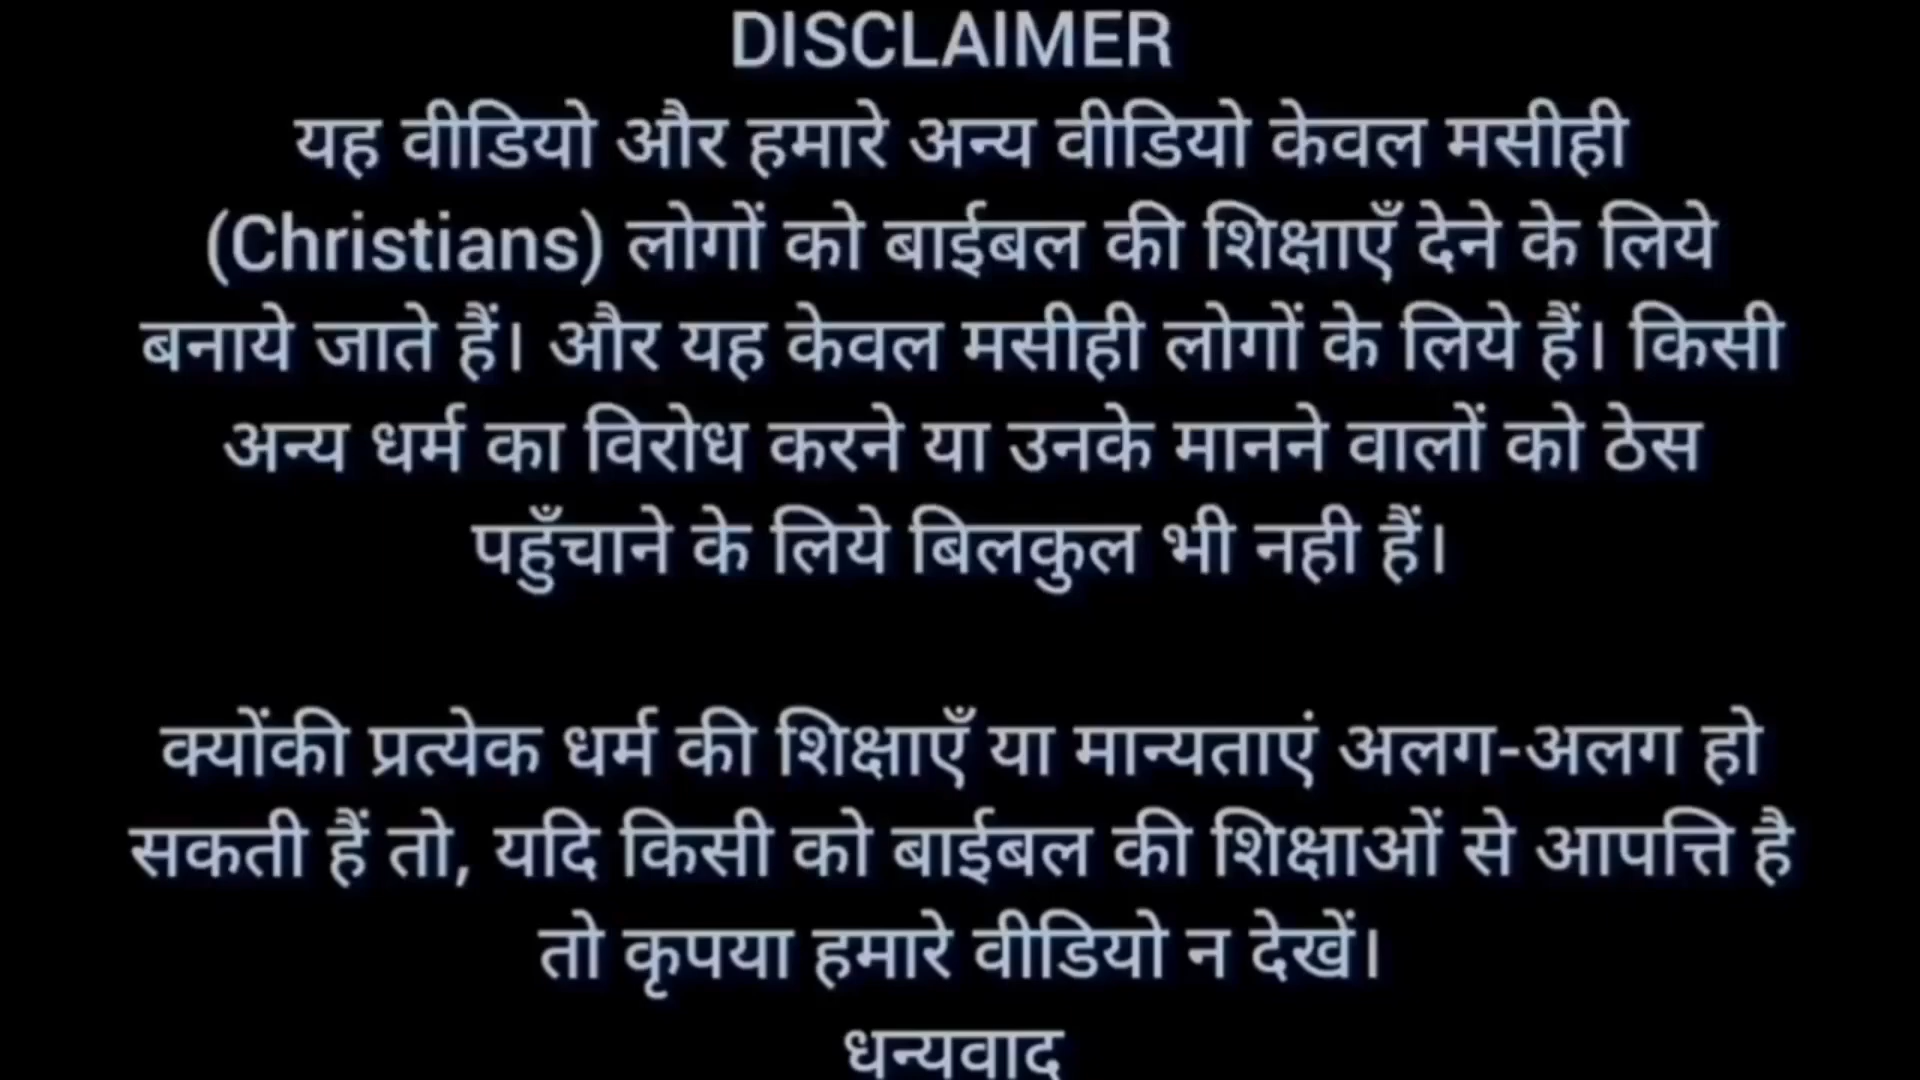 DISCLAIMER
यह वीडियो और हमारे अन्य वीडियो केवल मसीही
(Christians) लोगों को बाईबल की शिक्षाएँ देने के लिये
बनाये जाते हैं। और यह केवल मसीही लोगों के लिये हैं। किसी
अन्य धर्म का विरोध करने या उनके मानने वालों को ठेस
पहुँचाने के लिये बिलकुल भी नही हैं।
क्योंकी प्रत्येक धर्म की शिक्षाएँ या मान्यताएं अलग-अलग हो
सकती हैं तो, यदि किसी को बाईबल की शिक्षाओं से आपत्ति है
तो कृपया हमारे वीडियो न देखें।
धन्यवाद